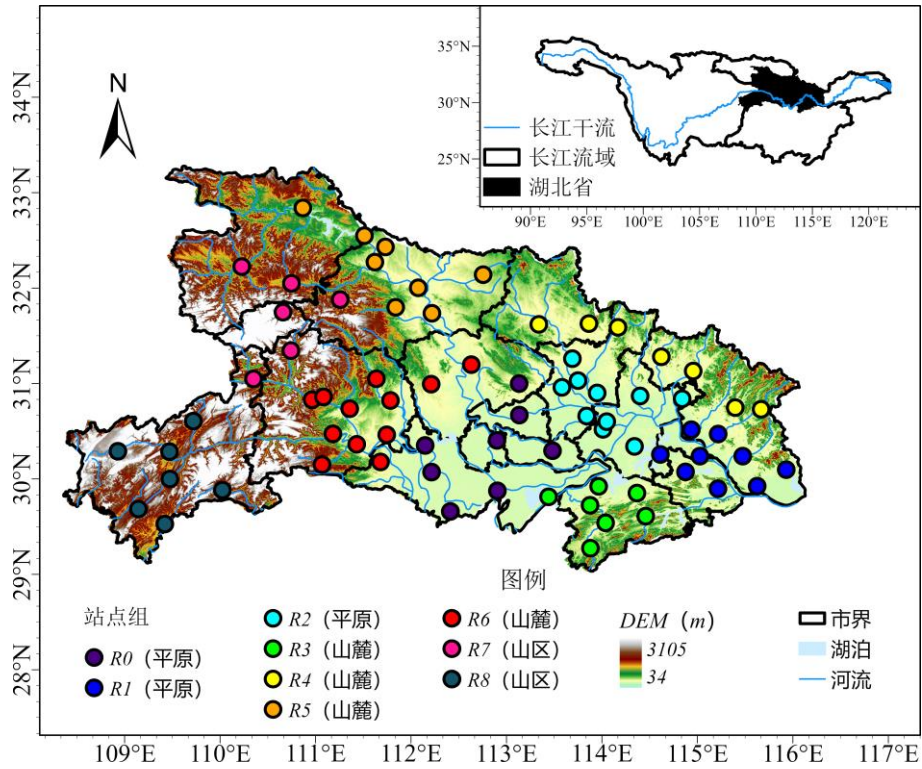 35°N
30°N
25°N
长江干流
长江流域
湖北省
90°E 95°E 100°E 105°E 110°E 115°E 120°E
N
34°N
33°N
32°N
31°N
30°N
29°N
28°N
图例
站点组
R0 (平原)
R1 (平原)
R2 (平原)
R3 (山麓)
R4 (山麓)
R5 (山麓)
R6 (山麓)
R7 (山区)
R8 (山区)
DEM (m)
3105
34
市界
湖泊
河流
109°E 110°E 111°E 112°E 113°E 114°E 115°E 116°E 117°E